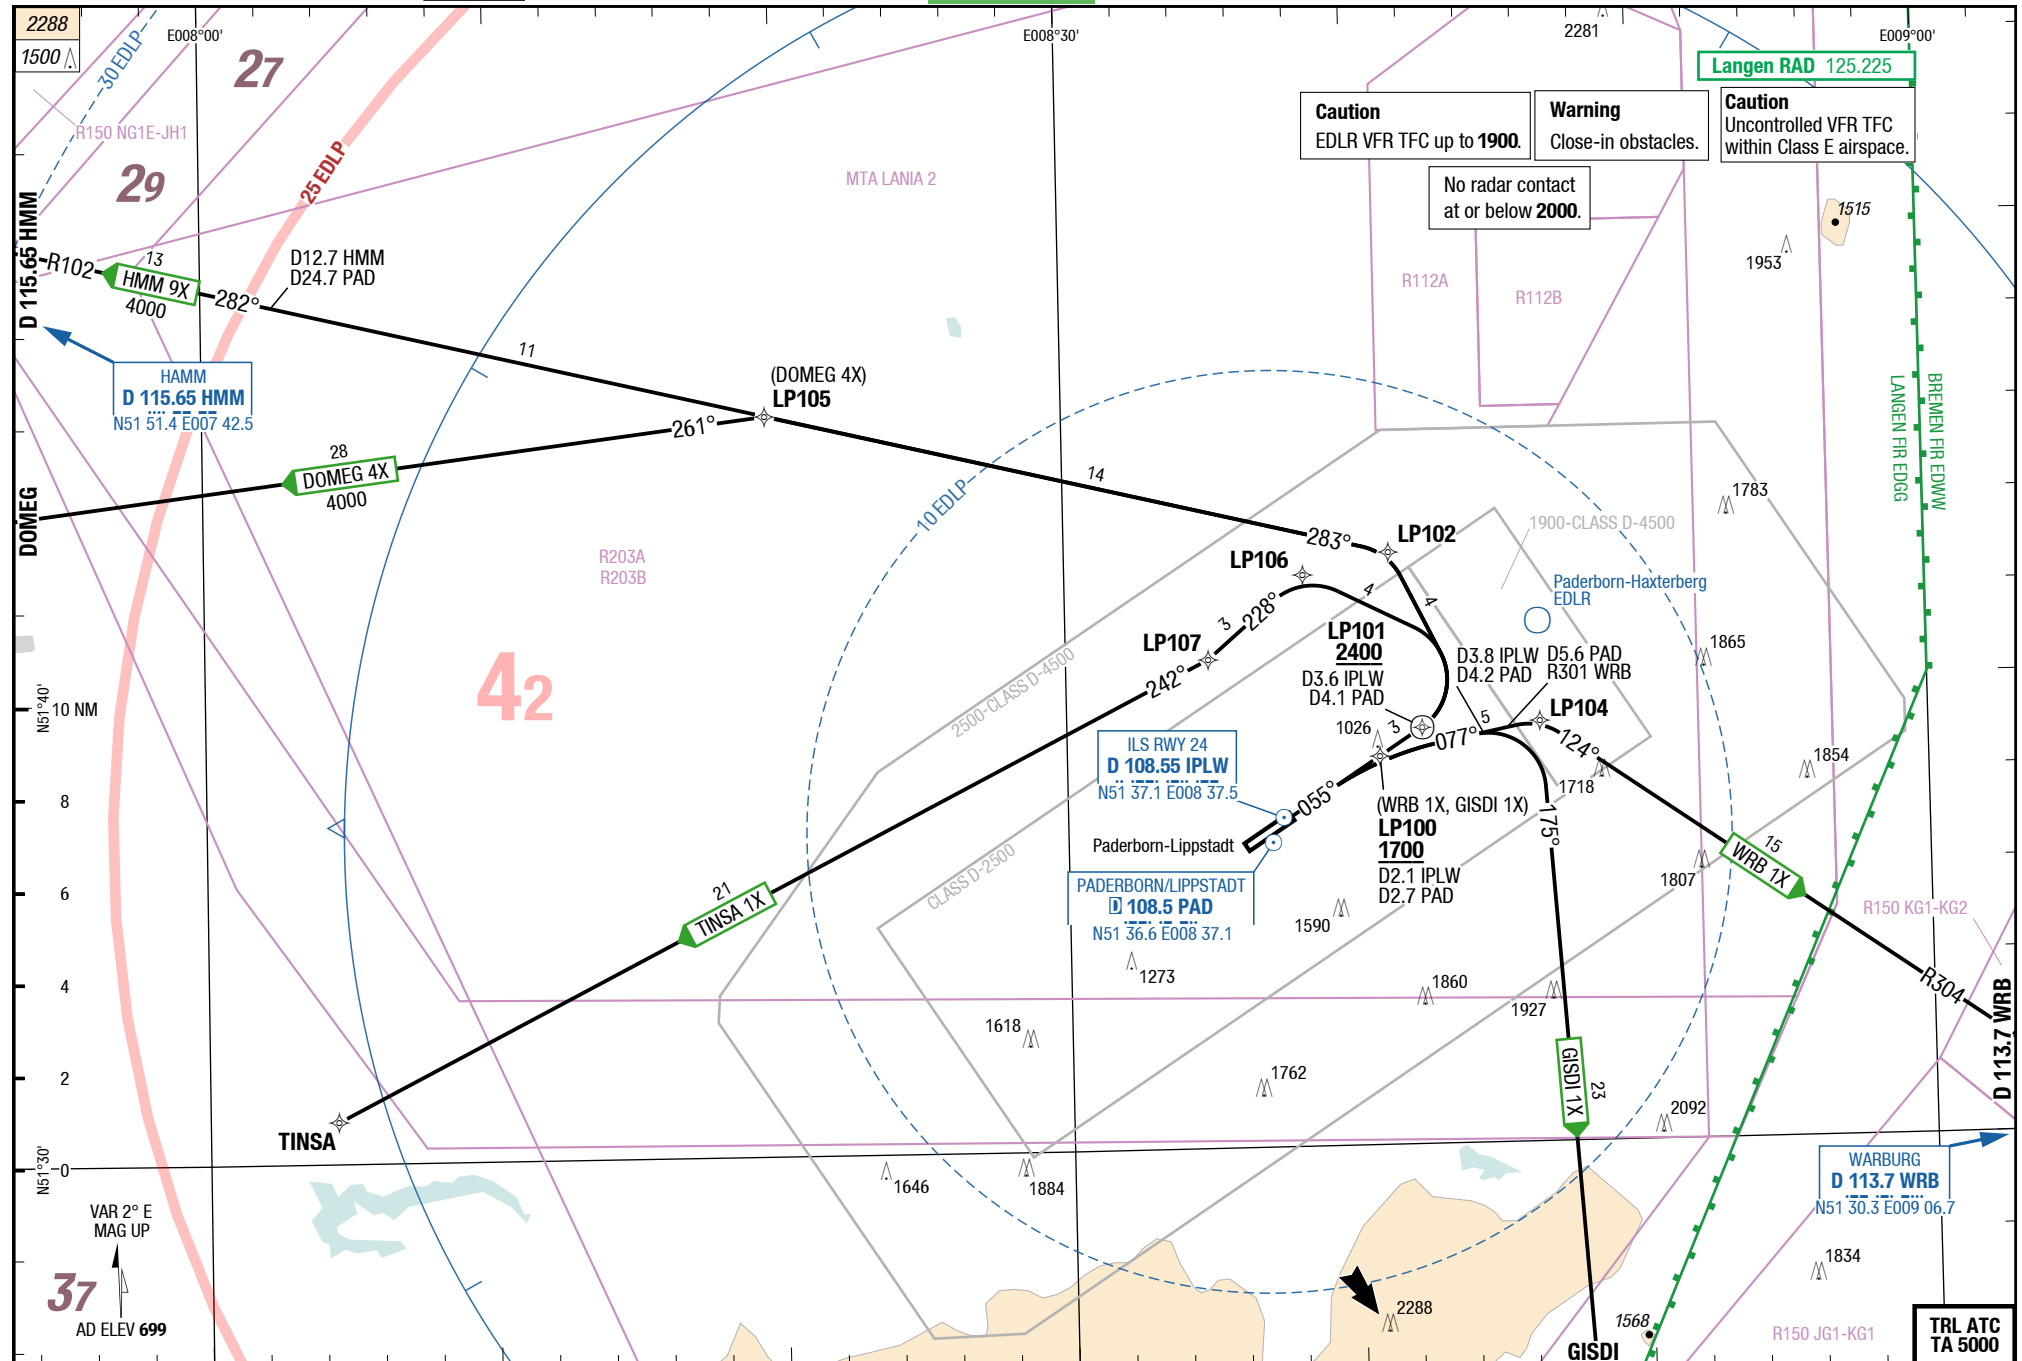 2288
1500
30 EDLP
E008°00'
27
E008°30'
2281
E009°00'
Langen RAD 125.225
Caution
EDLR VFR TFC up to 1900.
Warning
Close-in obstacles.
Caution
Uncontrolled VFR TFC
within Class E airspace.
No radar contact
at or below 2000.
R150 NG1E-JH1
29
25 EDLP
MTA LANIA 2
1515
1953
D 115.65 HMM
R102
13
HMM 9X
4000
282°
D12.7 HMM
D24.7 PAD
R112A
R112B
HAMM
D 115.65 HMM
N51 51.4 E007 42.5
11
(DOMEG 4X)
LP105
261°
28
DOMEG 4X
4000
DOMEG
14
10 EDLP
LANGEN FIR EDGG
BREMEN FIR EDWW
1783
1900-CLASS D-4500
283°
LP102
LP106
R203A
R203B
Paderborn-Haxterberg
EDLR
4
4
3
228°
LP107
242°
LP101
2400
D3.6 IPLW
D4.1 PAD
D3.8 IPLW
D4.2 PAD
D5.6 PAD
R301 WRB
1865
2500-CLASS D-4500
42
N51°40'
10 NM
LP104
1026
3
5
077°
124°
ILS RWY 24
D 108.55 IPLW
N51 37.1 E008 37.5
055°
1718
1854
8
(WRB 1X, GISDI 1X)
LP100
1700
D2.1 IPLW
D2.7 PAD
175°
Paderborn-Lippstadt
15
WRB 1X
1807
CLASS D-2500
PADERBORN/LIPPSTADT
D 108.5 PAD
N51 36.6 E008 37.1
6
21
TINSA 1X
1590
R150 KG1-KG2
1273
R304
4
1860
1927
1618
D 113.7 WRB
2
1762
GISDI 1X
23
2092
TINSA
N51°30'
0
1646
1884
WARBURG
D 113.7 WRB
N51 30.3 E009 06.7
VAR 2° E
MAG UP
37
AD ELEV 699
1834
2288
1568
GISDI
R150 JG1-KG1
TRL ATC
TA 5000